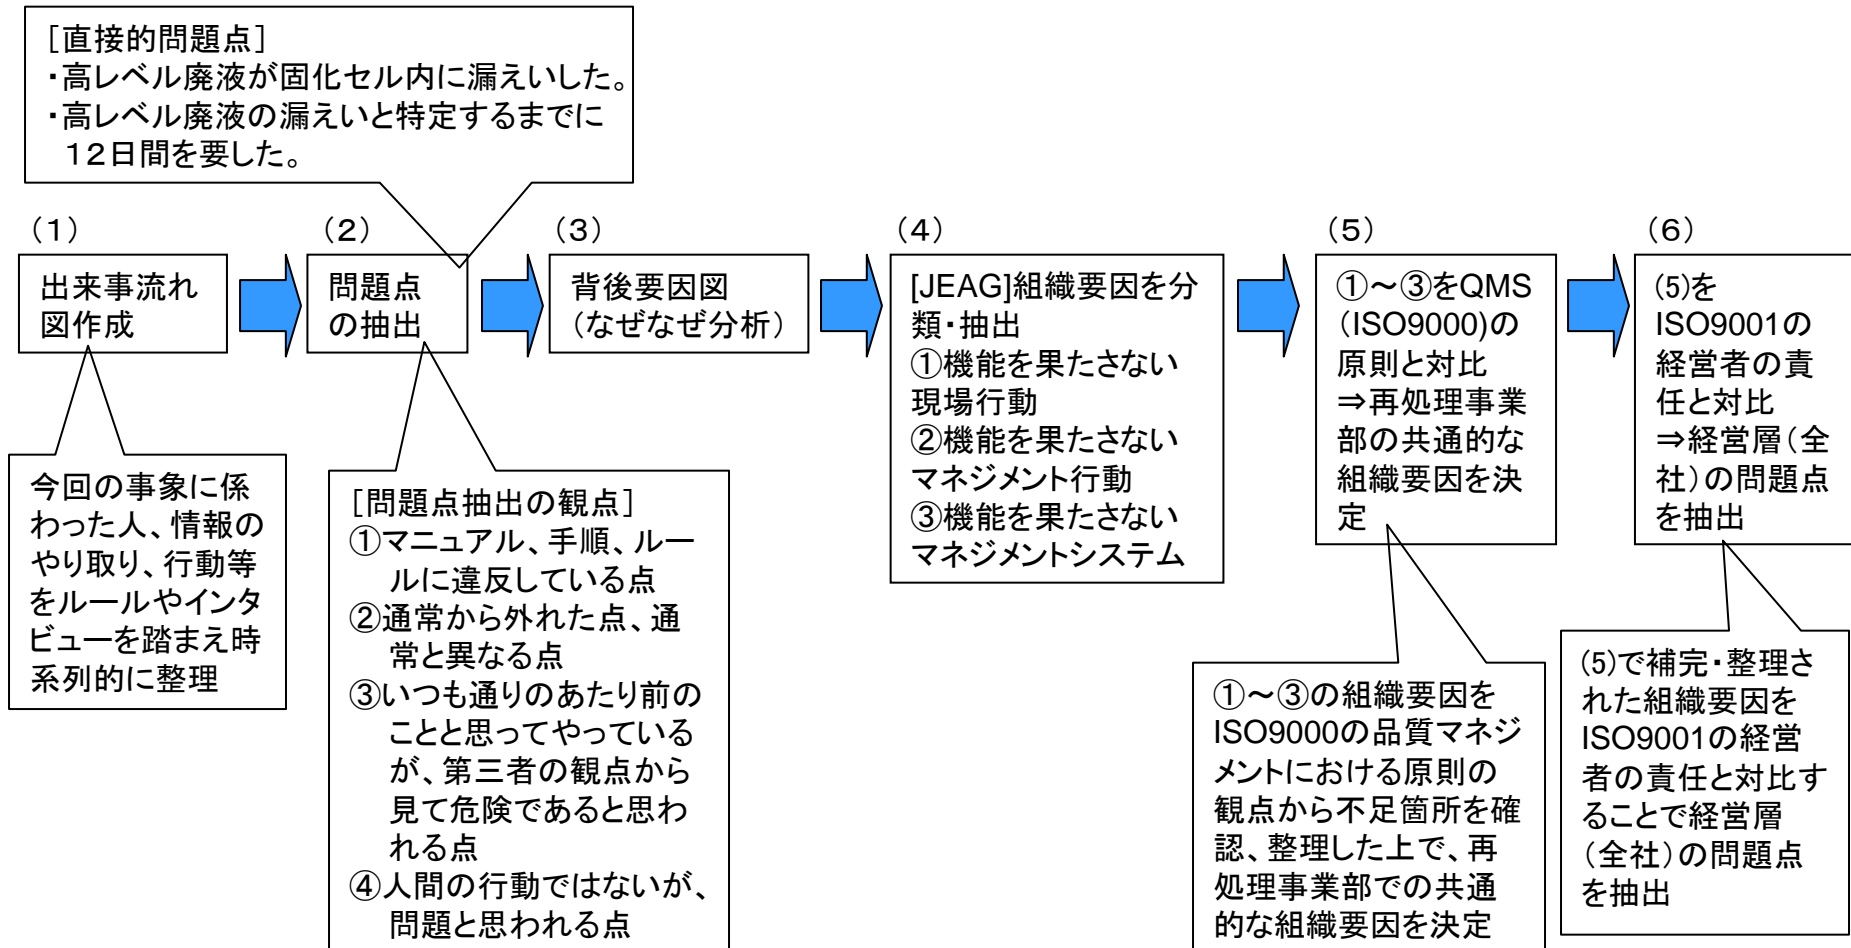 [直接的問題点]
・高レベル廃液が固化セル内に漏えいした。
・高レベル廃液の漏えいと特定するまでに
１２日間を要した。
（１）
出来事流れ
図作成
今回の事象に係
わった人、情報の
やり取り、行動等
をルールやインタ
ビューを踏まえ時
系列的に整理
（２）
問題点
の抽出
[問題点抽出の観点]
①マニュアル、手順、ルー
ルに違反している点
②通常から外れた点、通
常と異なる点
③いつも通りのあたり前の
ことと思ってやっている
が、第三者の観点から
見て危険であると思わ
れる点
④人間の行動ではないが、
問題と思われる点
（３）
背後要因図
（なぜなぜ分析）
（４）
[JEAG]組織要因を分
類・抽出
①機能を果たさない
現場行動
②機能を果たさない
マネジメント行動
③機能を果たさない
マネジメントシステム
（５）
①～③をQMS
（ISO9000)の
原則と対比
⇒再処理事業
部の共通的な
組織要因を決
定
①～③の組織要因を
ISO9000の品質マネジ
メントにおける原則の
観点から不足箇所を確
認、整理した上で、再
処理事業部での共通
的な組織要因を決定
（６）
(5)を
ISO9001の
経営者の責
任と対比
⇒経営層（全
社）の問題点
を抽出
(5)で補完・整理さ
れた組織要因を
ISO9001の経営
者の責任と対比す
ることで経営層
（全社）の問題点
を抽出